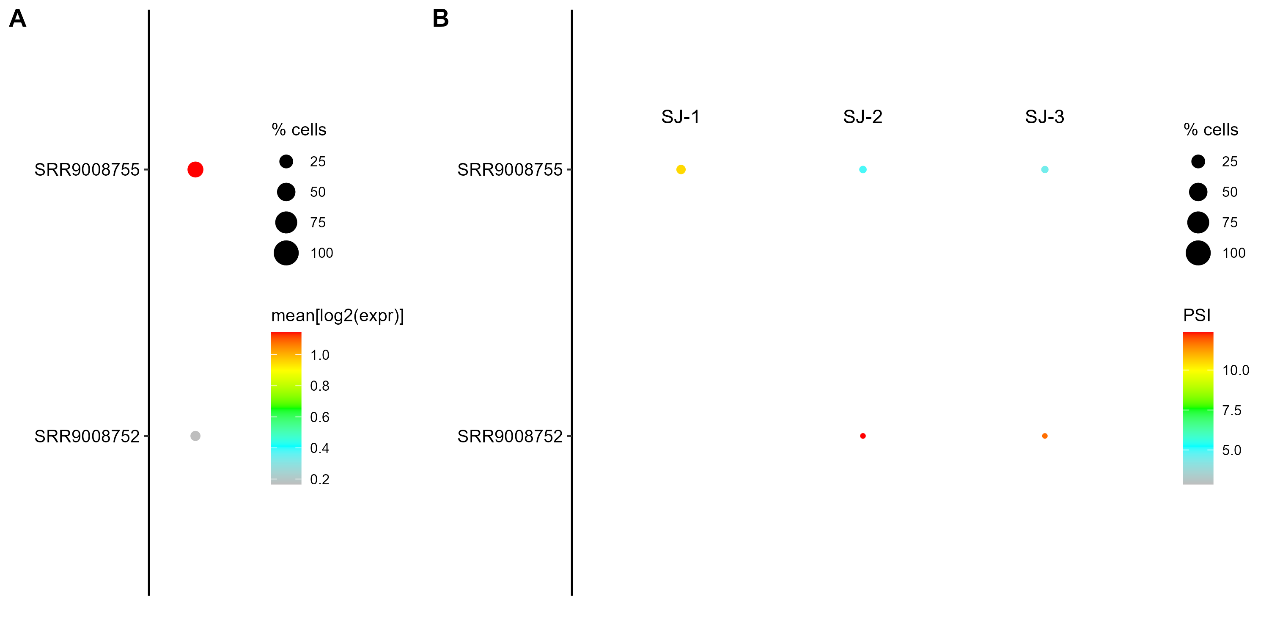 A
SRR9008755
SRR9008752
% cells
25
50
75
100
mean[log2(expr)]
1.0
0.8
0.6
0.4
0.2
B
SJ-1
SJ-2
SJ-3
SRR9008755
SRR9008752
% cells
25
50
75
100
PSI
10.0
7.5
5.0